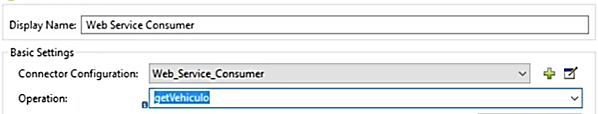 Display Name: Web Service Consumer
Basic Settings
Connector Configuration: Web_Service_Consumer
Operation: getVehiculo